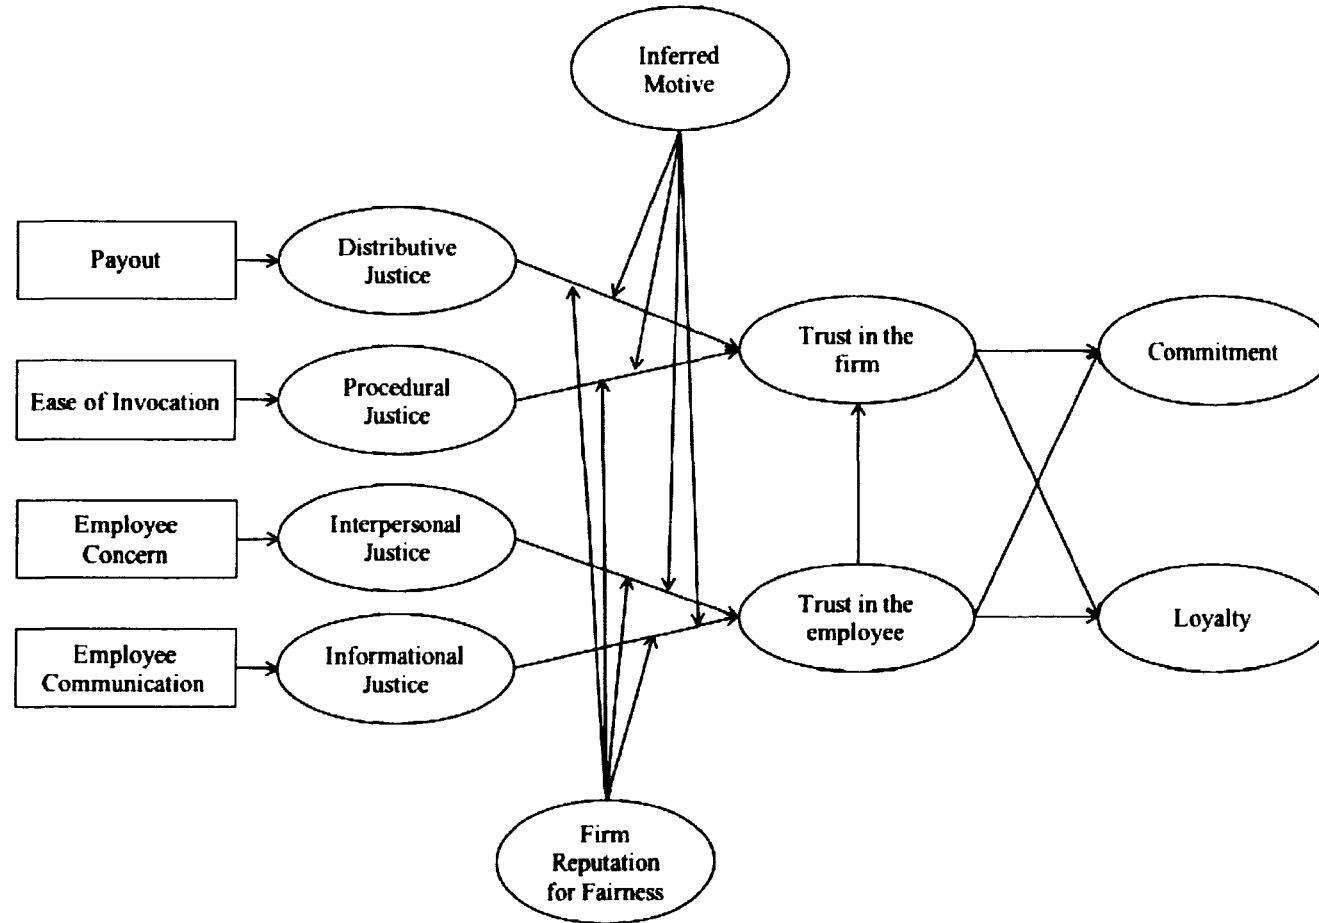 Inferred
Motive
Payout
Distributive
Justice
Ease of Invocation
Procedural
Justice
Trust in the
firm
Commitment
Employee
Concern
Interpersonal
Justice
Trust in the
employee
Loyalty
Employee
Communication
Informational
Justice
Firm
Reputation
for Fairness